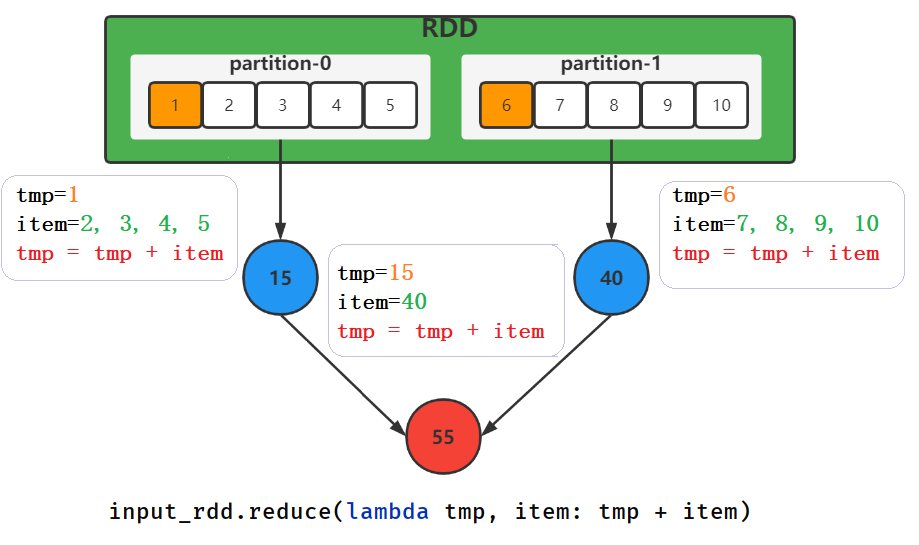 RDD
partition-0
partition-1
1 2 3 4 5
6 7 8 9 10
tmp=1
item=2, 3, 4, 5
tmp = tmp + item
tmp=6
item=7, 8, 9, 10
tmp = tmp + item
15
tmp=15
item=40
tmp = tmp + item
40
55
input_rdd.reduce(lambda tmp, item: tmp + item)